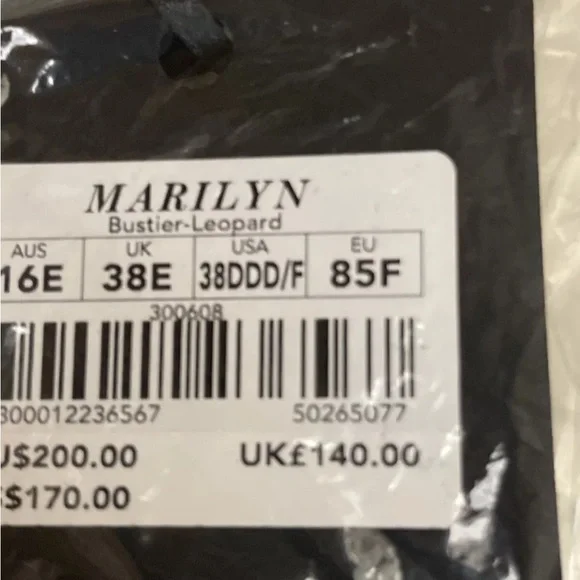 MARILYN
Bustier-Leopard
AUS UK USA EU
16E 38E 38DDD/F 85F
300608
300012236567 50265077
U$200.00 UK£140.00
$170.00